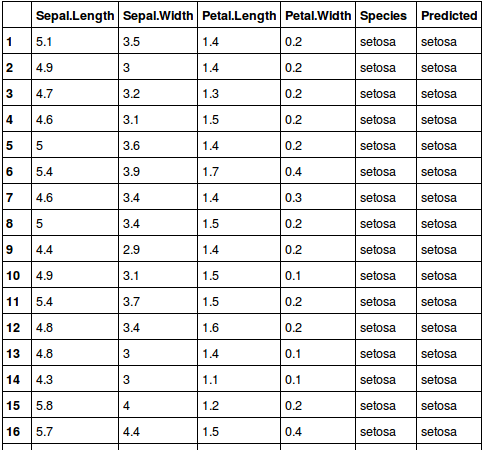 Sepal.Length Sepal.Width Petal.Length Petal.Width Species Predicted
1 5.1 3.5 1.4 0.2 setosa setosa
2 4.9 3 1.4 0.2 setosa setosa
3 4.7 3.2 1.3 0.2 setosa setosa
4 4.6 3.1 1.5 0.2 setosa setosa
5 5 3.6 1.4 0.2 setosa setosa
6 5.4 3.9 1.7 0.4 setosa setosa
7 4.6 3.4 1.4 0.3 setosa setosa
8 5 3.4 1.5 0.2 setosa setosa
9 4.4 2.9 1.4 0.2 setosa setosa
10 4.9 3.1 1.5 0.1 setosa setosa
11 5.4 3.7 1.5 0.2 setosa setosa
12 4.8 3.4 1.6 0.2 setosa setosa
13 4.8 3 1.4 0.1 setosa setosa
14 4.3 3 1.1 0.1 setosa setosa
15 5.8 4 1.2 0.2 setosa setosa
16 5.7 4.4 1.5 0.4 setosa setosa